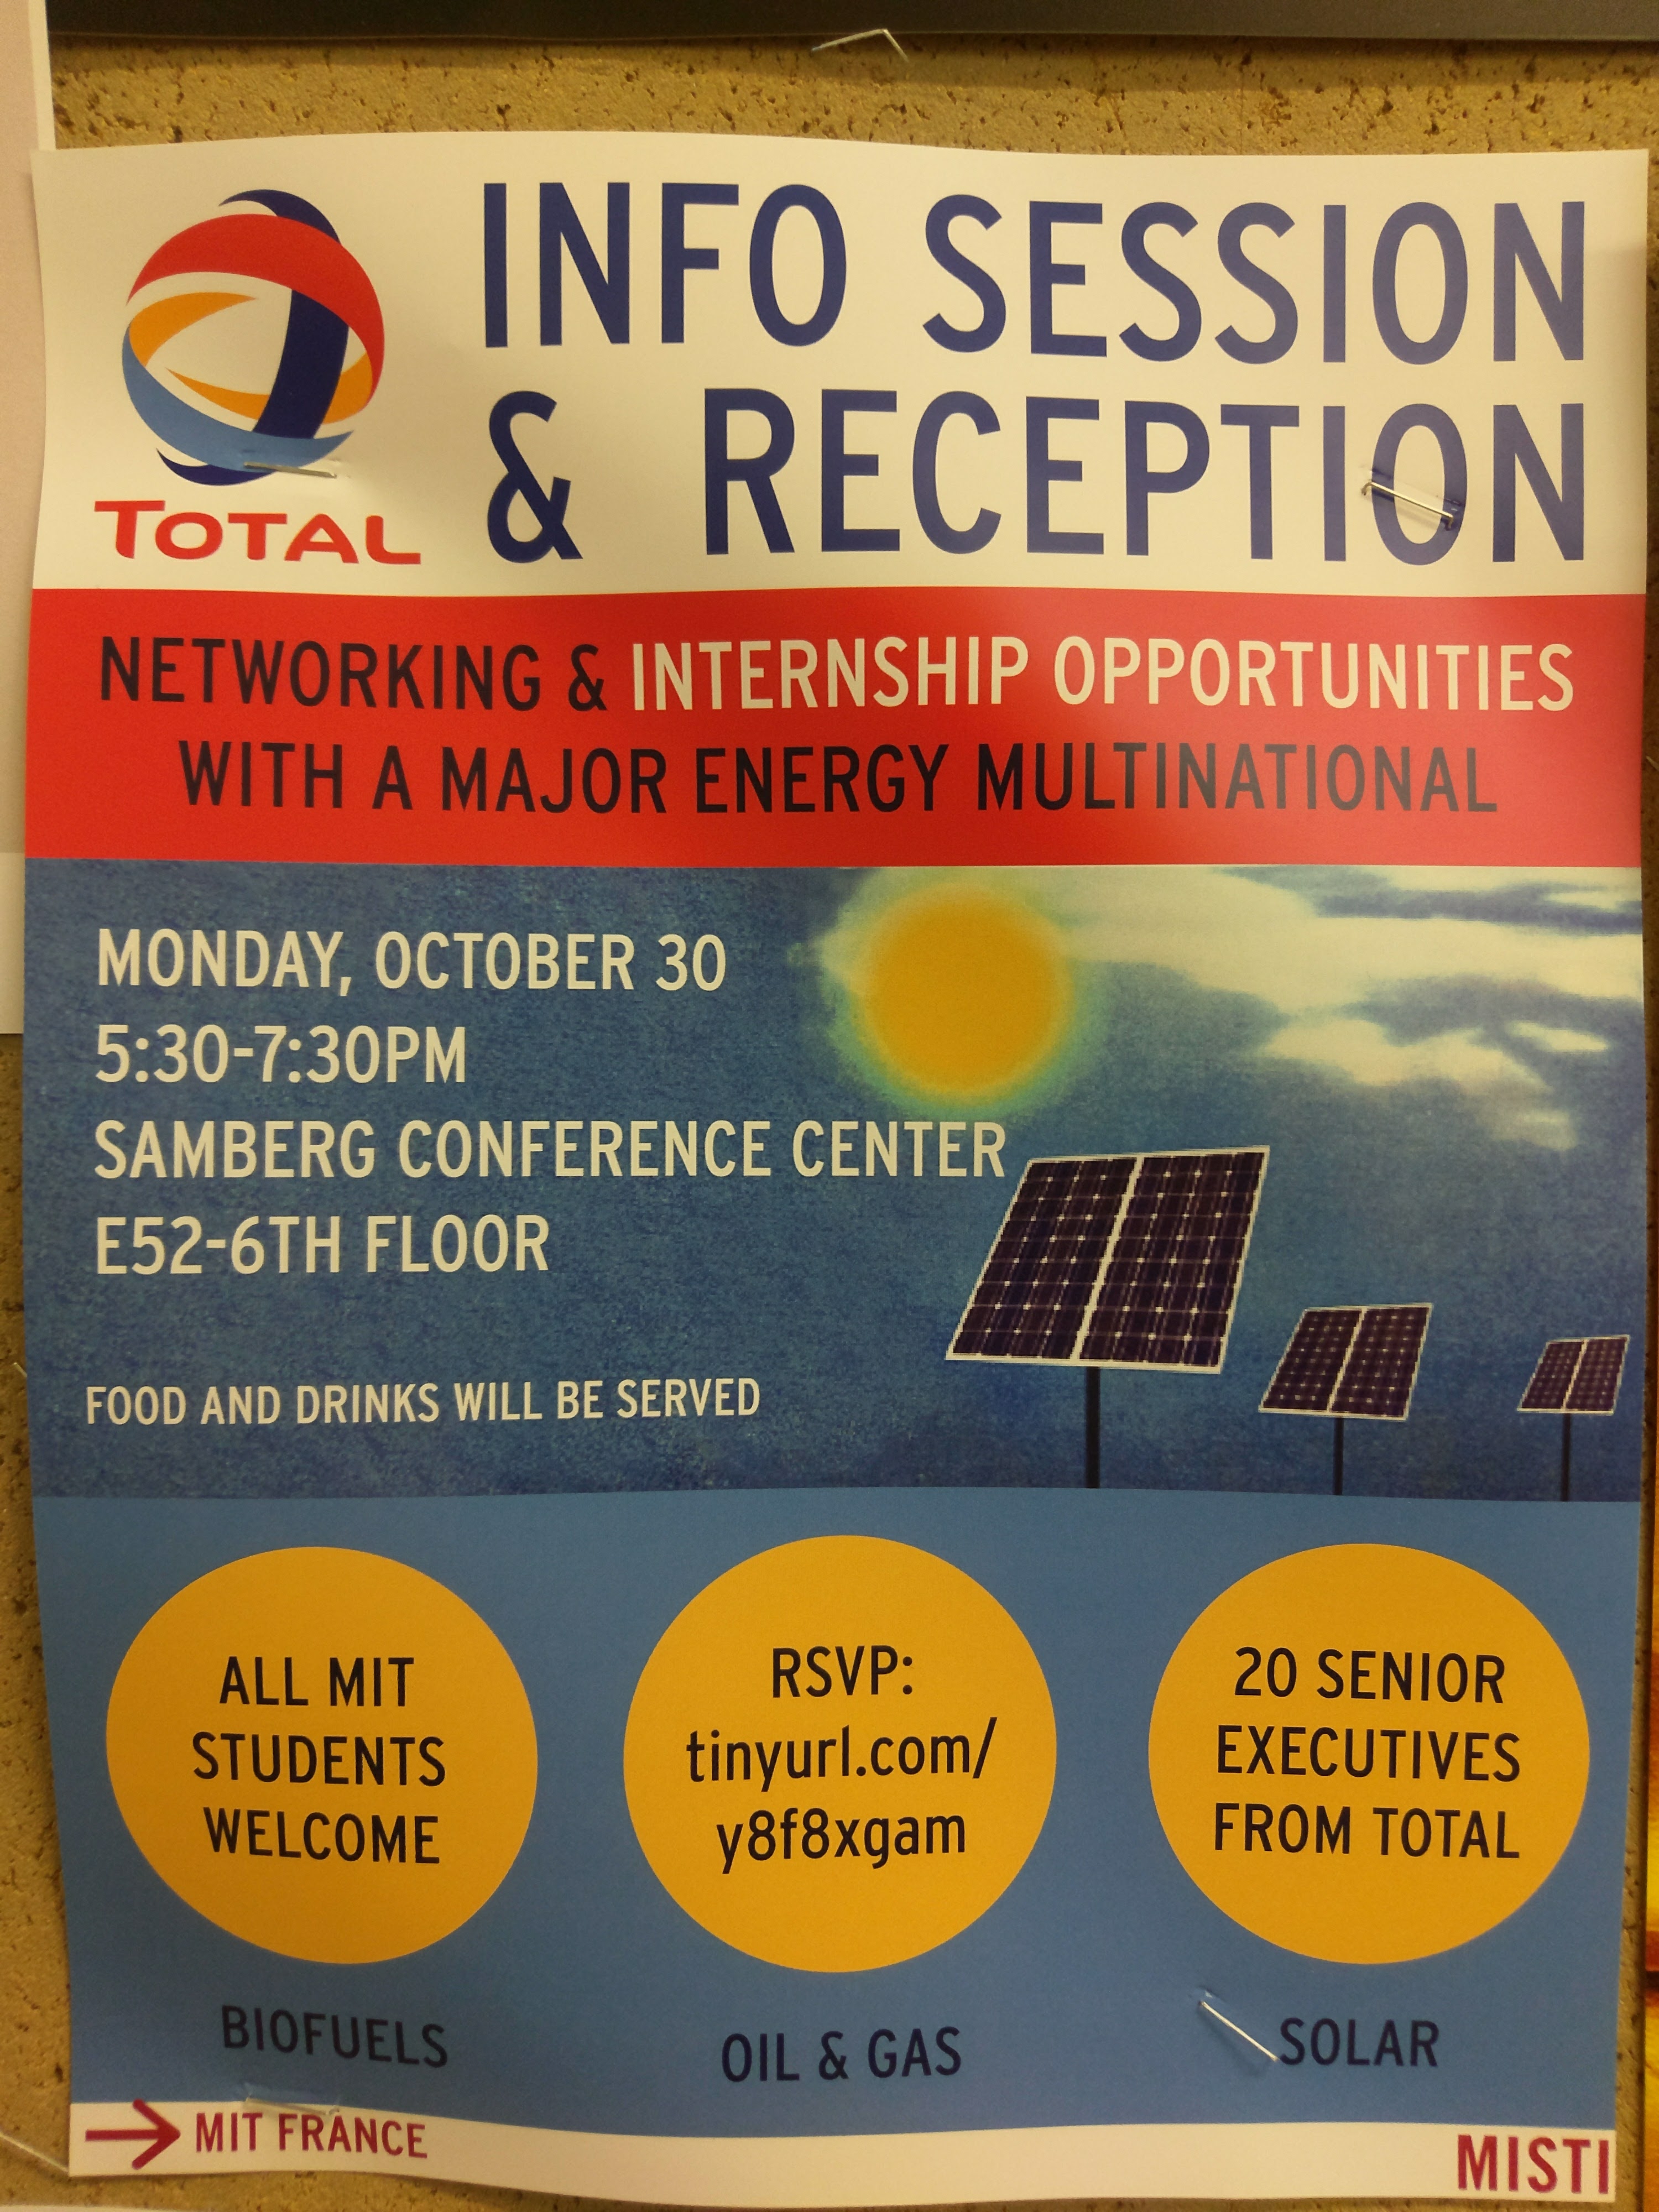 TOTAL
INFO SESSION
& RECEPTION
NETWORKING & INTERNSHIP OPPORTUNITIES
WITH A MAJOR ENERGY MULTINATIONAL
MONDAY, OCTOBER 30
5:30-7:30PM
SAMBERG CONFERENCE CENTER
E52-6TH FLOOR
FOOD AND DRINKS WILL BE SERVED
ALL MIT
STUDENTS
WELCOME
RSVP:
tinyurl.com/
y8f8xgam
20 SENIOR
EXECUTIVES
FROM TOTAL
BIOFUELS
OIL & GAS
SOLAR
MIT FRANCE
MISTI